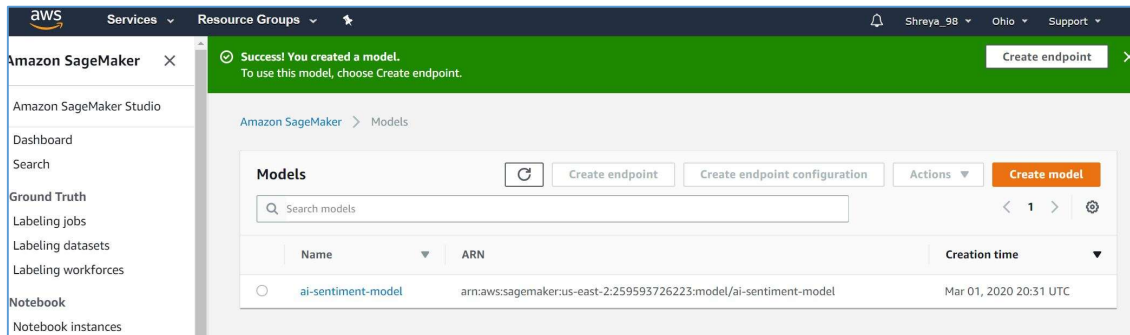 aws Services Resource Groups Shreya_98 Ohio Support
Amazon SageMaker
Amazon SageMaker Studio
Dashboard
Search
Ground Truth
Labeling jobs
Labeling datasets
Labeling workforces
Notebook
Notebook instances
Success! You created a model.
To use this model, choose Create endpoint.
Create endpoint
Amazon SageMaker > Models
Models
Create endpoint Create endpoint configuration Actions Create model
Search models
< 1 >
Name ARN Creation time
ai-sentiment-model arn:aws:sagemaker:us-east-2:259593726223:model/ai-sentiment-model Mar 01, 2020 20:31 UTC